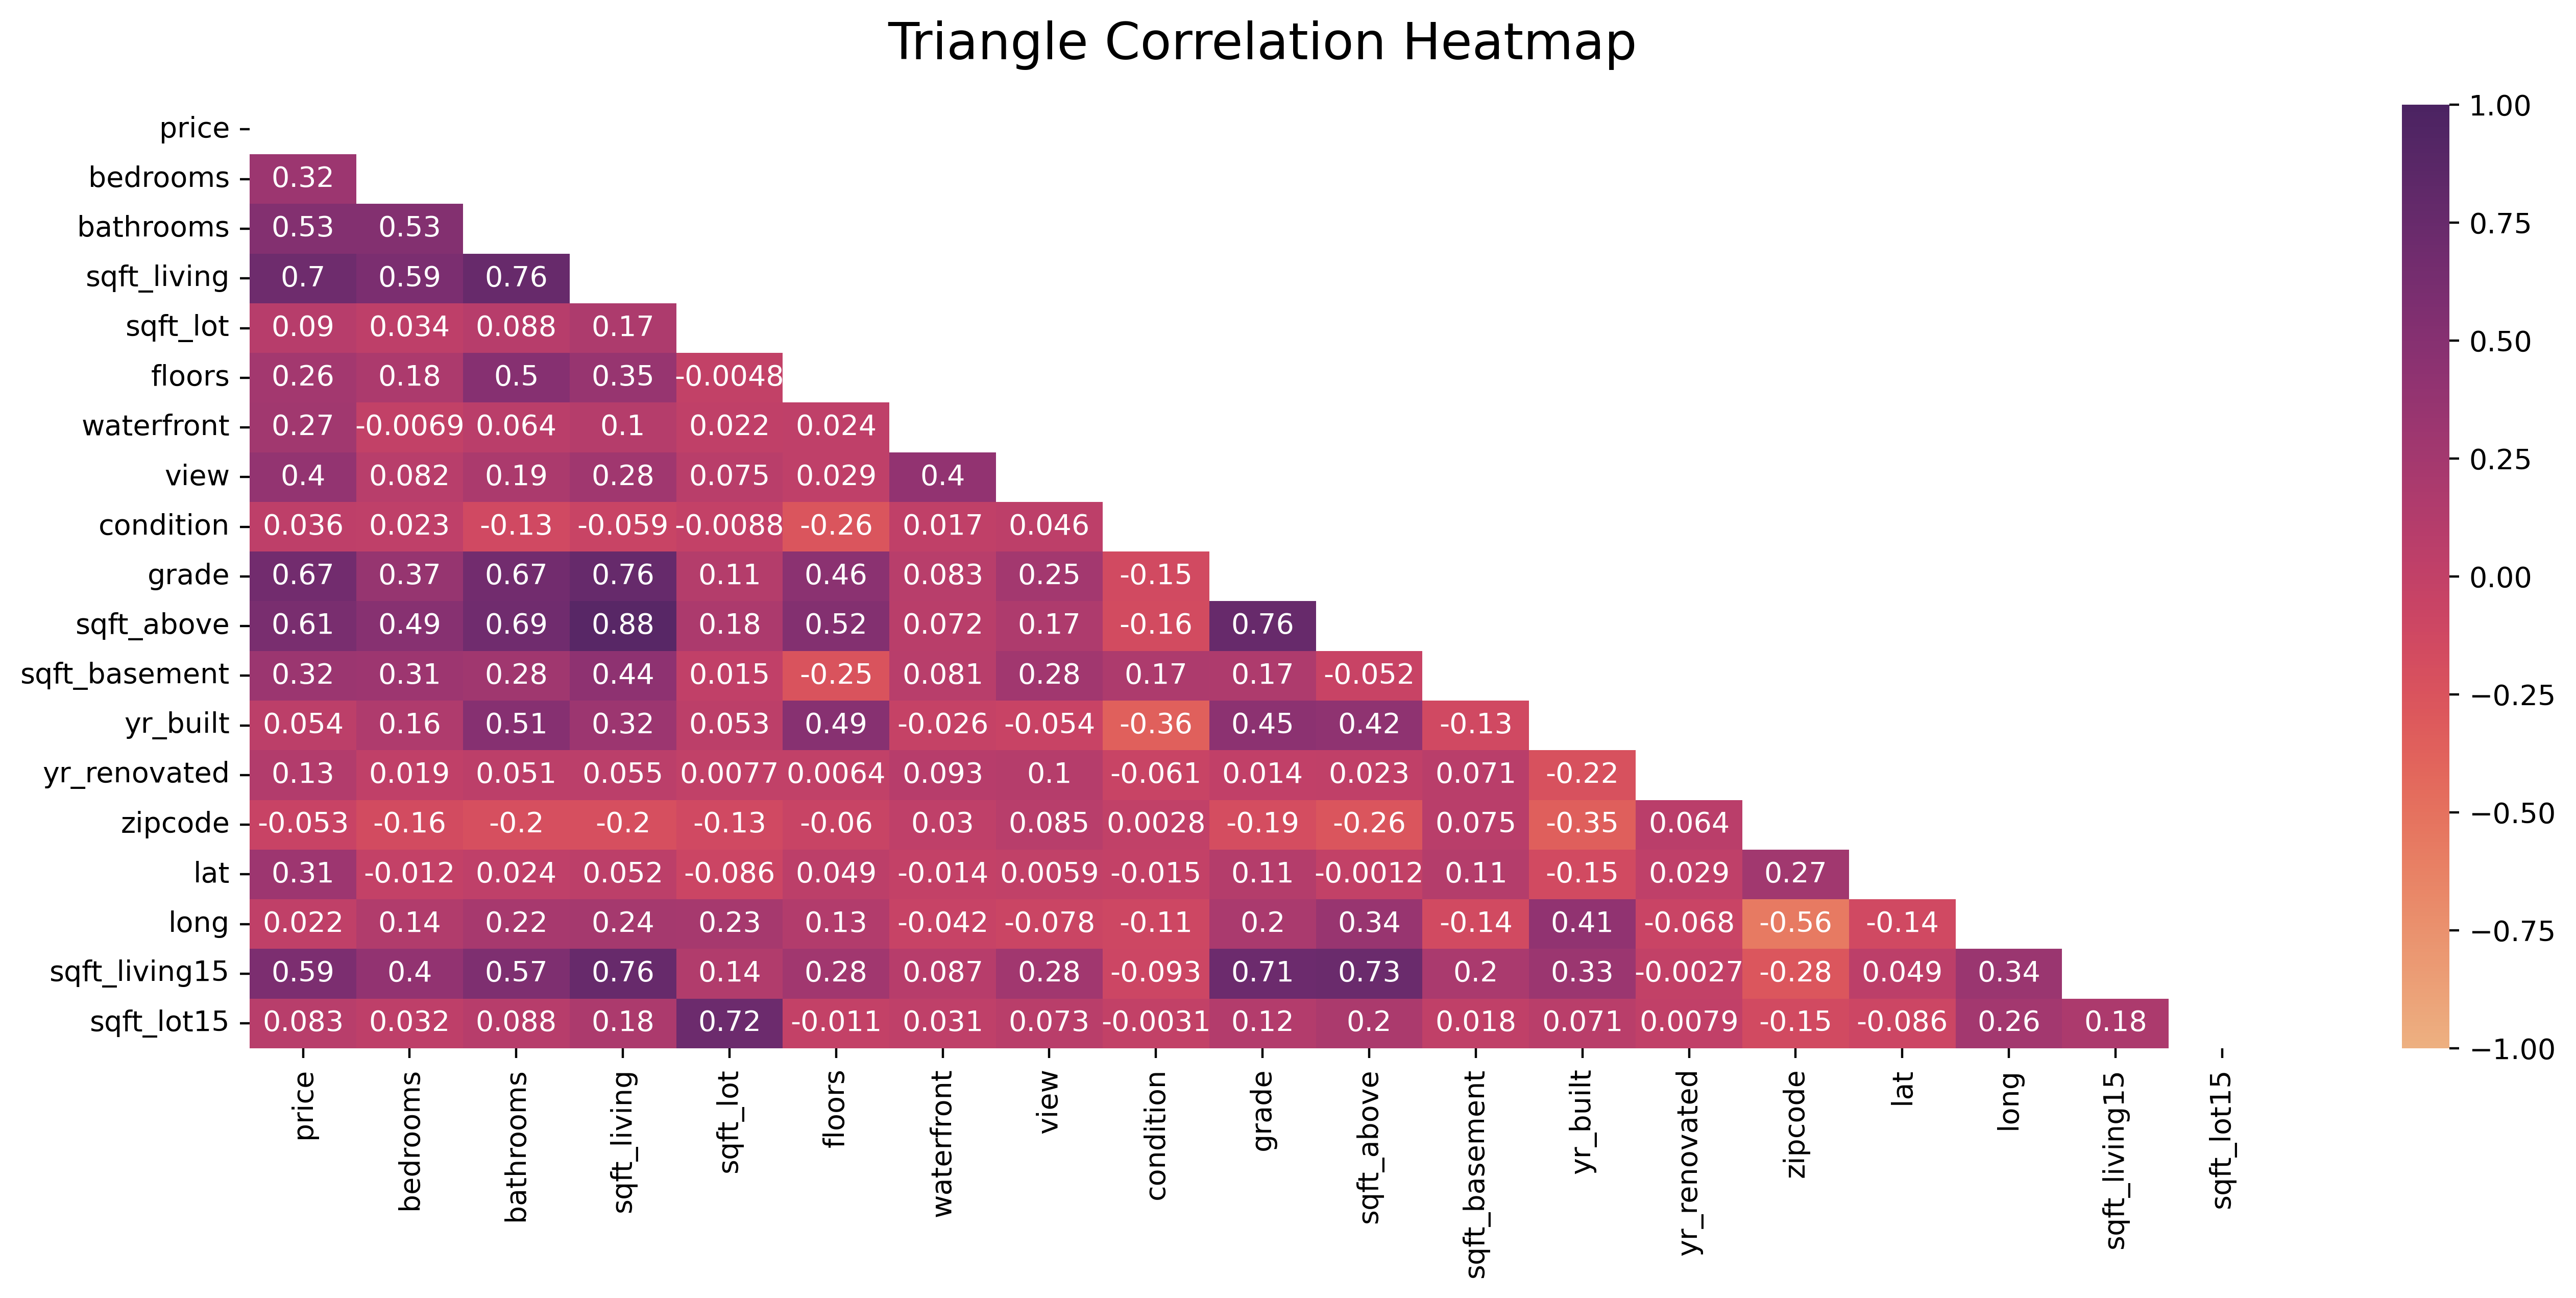 Triangle Correlation Heatmap
price
bedrooms 0.32
bathrooms 0.53 0.53
sqft_living 0.7 0.59 0.76
sqft_lot 0.09 0.034 0.088 0.17
floors 0.26 0.18 0.5 0.35 -0.0048
waterfront 0.27 -0.0069 0.064 0.1 0.022 0.024
view 0.4 0.082 0.19 0.28 0.075 0.029 0.4
condition 0.036 0.023 -0.13 -0.059 -0.0088 -0.26 0.017 0.046
grade 0.67 0.37 0.67 0.76 0.11 0.46 0.083 0.25 -0.15
sqft_above 0.61 0.49 0.69 0.88 0.18 0.52 0.072 0.17 -0.16 0.76
sqft_basement 0.32 0.31 0.28 0.44 0.015 -0.25 0.081 0.28 0.17 0.17 -0.052
yr_built 0.054 0.16 0.51 0.32 0.053 0.49 -0.026 -0.054 -0.36 0.45 0.42 -0.13
yr_renovated 0.13 0.019 0.051 0.055 0.0077 0.0064 0.093 0.1 -0.061 0.014 0.023 0.071 -0.22
zipcode -0.053 -0.16 -0.2 -0.2 -0.13 -0.06 0.03 0.085 0.0028 -0.19 -0.26 0.075 -0.35 0.064
lat 0.31 -0.012 0.024 0.052 -0.086 0.049 -0.014 0.0059 -0.015 0.11 -0.0012 0.11 -0.15 0.029 0.27
long 0.022 0.14 0.22 0.24 0.23 0.13 -0.042 -0.078 -0.11 0.2 0.34 -0.14 0.41 -0.068 -0.56 -0.14
sqft_living15 0.59 0.4 0.57 0.76 0.14 0.28 0.087 0.28 -0.093 0.71 0.73 0.2 0.33 -0.0027 -0.28 0.049 0.34
sqft_lot15 0.083 0.032 0.088 0.18 0.72 -0.011 0.031 0.073 -0.0031 0.12 0.2 0.018 0.071 0.0079 -0.15 -0.086 0.26 0.18
price bedrooms bathrooms sqft_living sqft_lot floors waterfront view condition grade sqft_above sqft_basement yr_built yr_renovated zipcode lat long sqft_living15 sqft_lot15
1.00
0.75
0.50
0.25
0.00
−0.25
−0.50
−0.75
−1.00